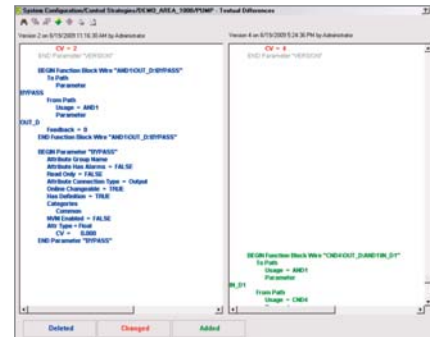 System Configuration/Control Strategies/DEMO_AREA_1000/PUMP - Textual Differences
Version 2 on 8/19/2009 11:16:35 AM by Administrator
CV = 2
END Parameter "VERSION"
BEGIN Function Block Wire "AND1\OUT_D:BYPASS"
To Path
Parameter
BYPASS
From Path
Usage = AND1
Parameter
OUT_D
Feedback = 0
END Function Block Wire "AND1\OUT_D:BYPASS"
BEGIN Parameter "BYPASS"
Attribute Group Name
Attribute Has Alarms = FALSE
Read Only = FALSE
Attribute Connection Type = Output
Online Changeable = TRUE
Has Definition = TRUE
Categories
Common
NVM Enabled = FALSE
Attr Type = Float
CV = 0.000
END Parameter "BYPASS"
Version 4 on 8/19/2009 5:24:36 PM by Administrator
CV = 4
END Parameter "VERSION"
BEGIN Function Block Wire "CND4\OUT_D:AND1\IN_D1"
To Path
Usage = AND1
Parameter
IN_D1
From Path
Usage = CND4
Deleted
Changed
Added